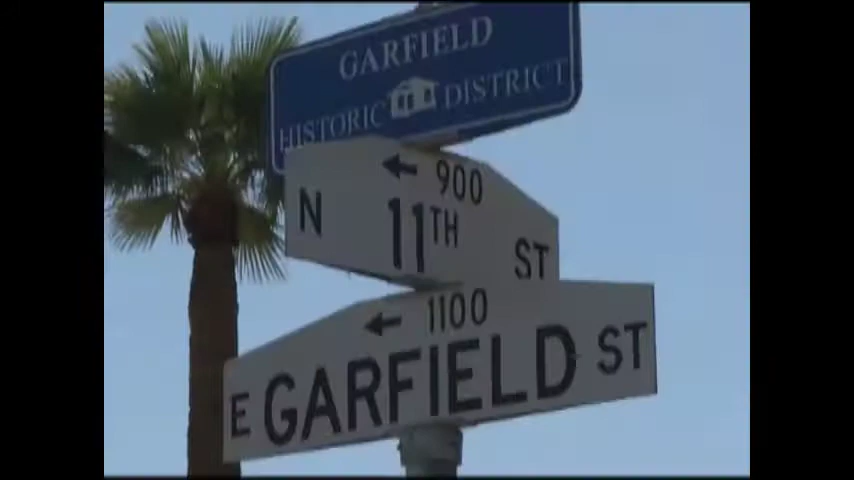 GARFIELD
HISTORIC DISTRICT
← 900
N 11TH ST
← 1100
E GARFIELD ST